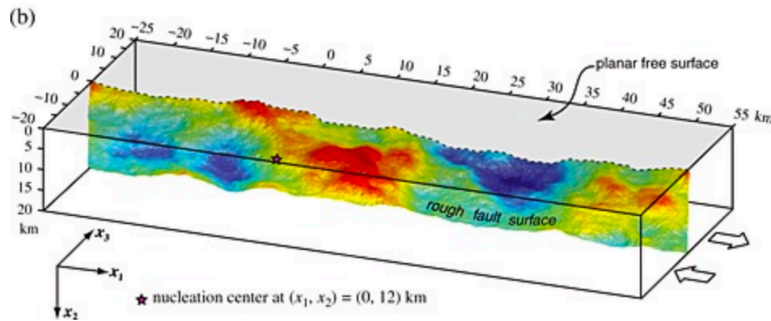 (b)
-25 -20 -15 -10 -5 0 5 10 15 20 25 30 35 40 45 50 55 km
20
10
0
-10
-20
0
5
10
15
20
km
planar free surface
rough fault surface
x3
x1
x2
nucleation center at (x1, x2) = (0, 12) km